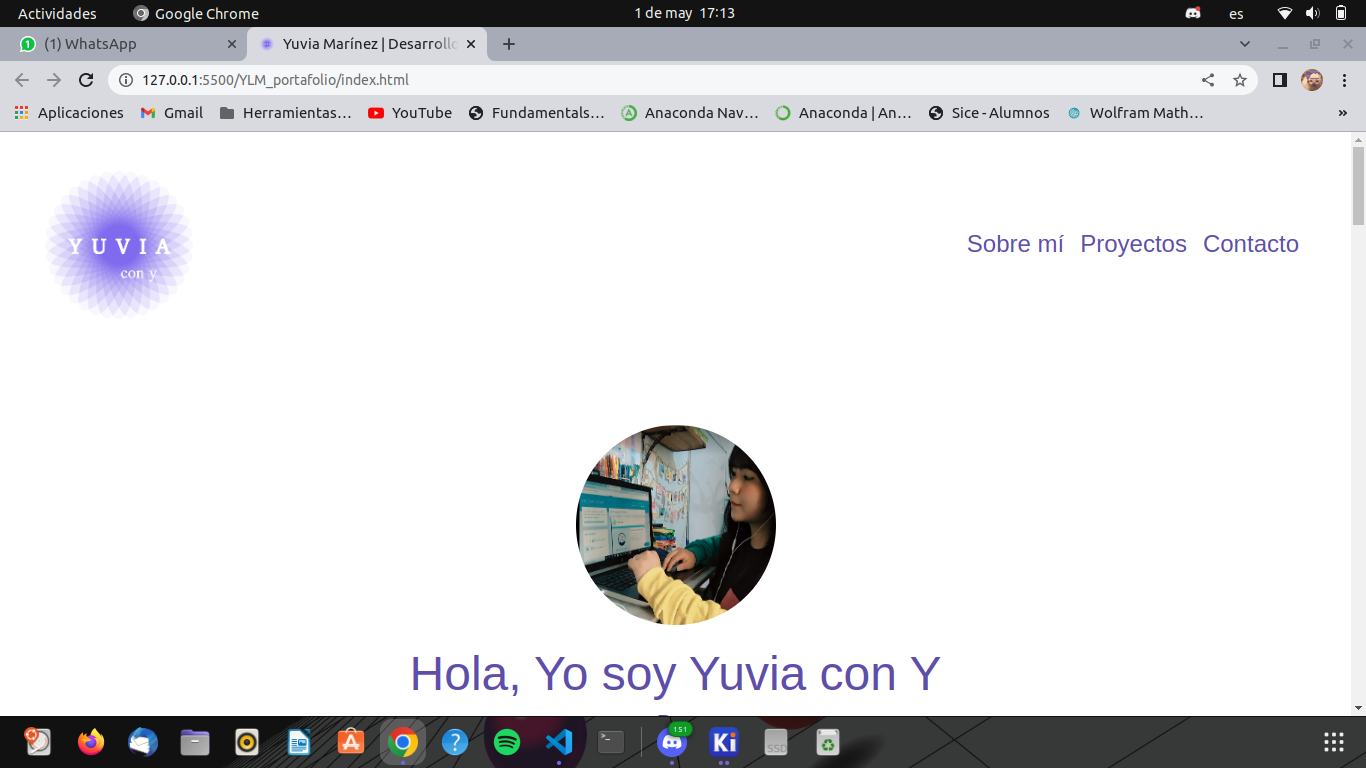 Actividades
Google Chrome
1 de may 17:13
es
(1) WhatsApp
Yuvia Marínez | Desarrollo
127.0.0.1:5500/YLM_portafolio/index.html
Aplicaciones
Gmail
Herramientas…
YouTube
Fundamentals…
Anaconda Nav…
Anaconda | An…
Sice - Alumnos
Wolfram Math…
»
YUVIA
con y
Sobre mí
Proyectos
Contacto
Hola, Yo soy Yuvia con Y
151
Ki
SSD